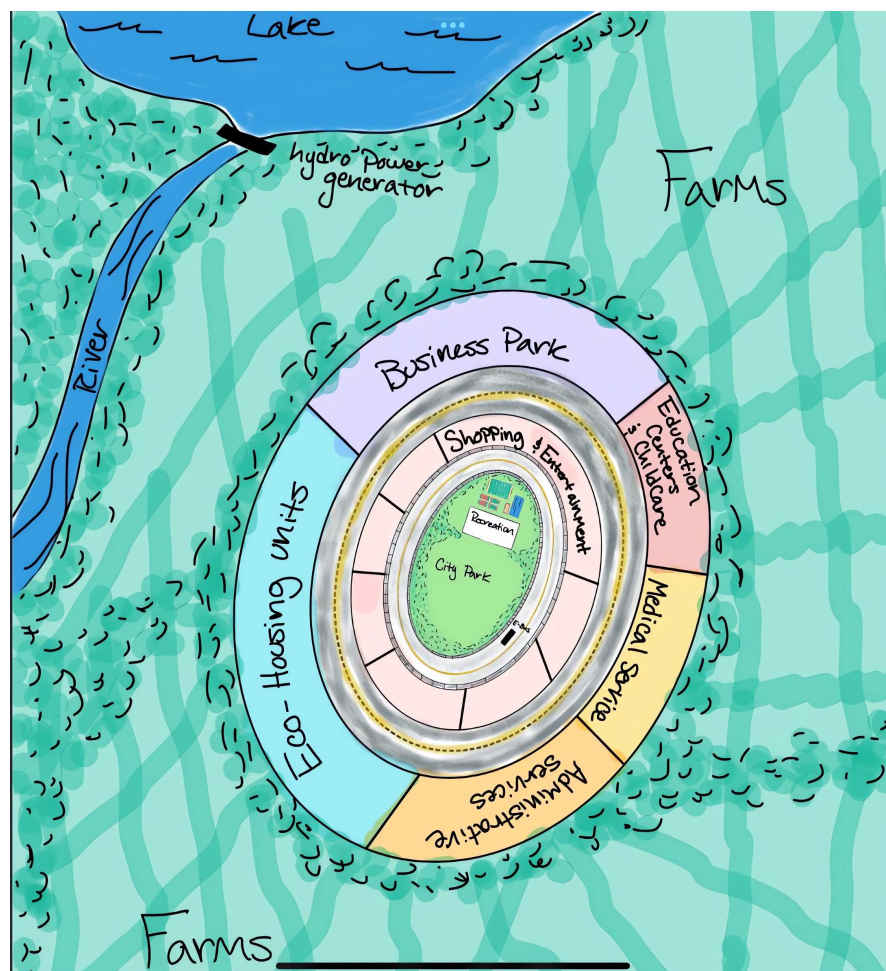 Lake
hydro Power
generator
Farms
River
Business Park
Education
Centers
& ChildCare
Shopping & Entertainment
Recreation
City Park
E-Bus
Eco-Housing units
Medical Service
Administrative
Services
Farms